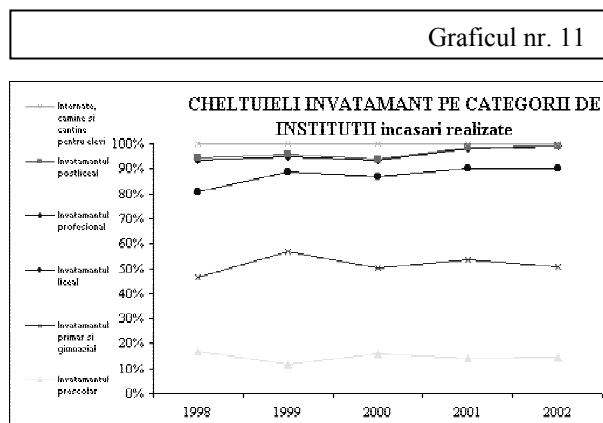 Graficul nr. 11
CHELTUIELI INVATAMANT PE CATEGORII DE
INSTITUTII incasari realizate
Internate,
camine si
cantine
pentru elevi
Invatamantul
postliceal
Invatamantul
profesional
Invatamantul
liceal
Invatamantul
primar si
gimnazial
Invatamantul
prescolar
100%
90%
80%
70%
60%
50%
40%
30%
20%
10%
0%
1998 1999 2000 2001 2002